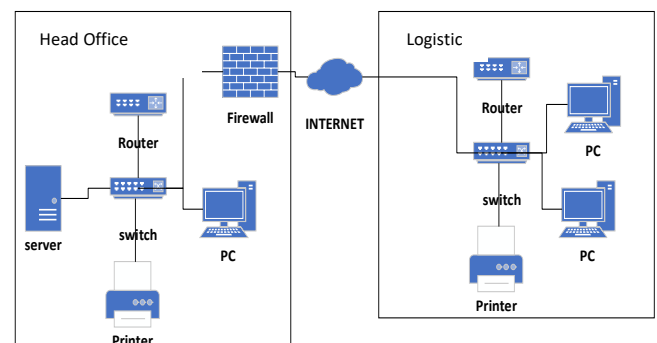 Head Office
Logistic
Firewall
INTERNET
Router
Router
PC
server
switch
PC
switch
PC
Printer
Printer